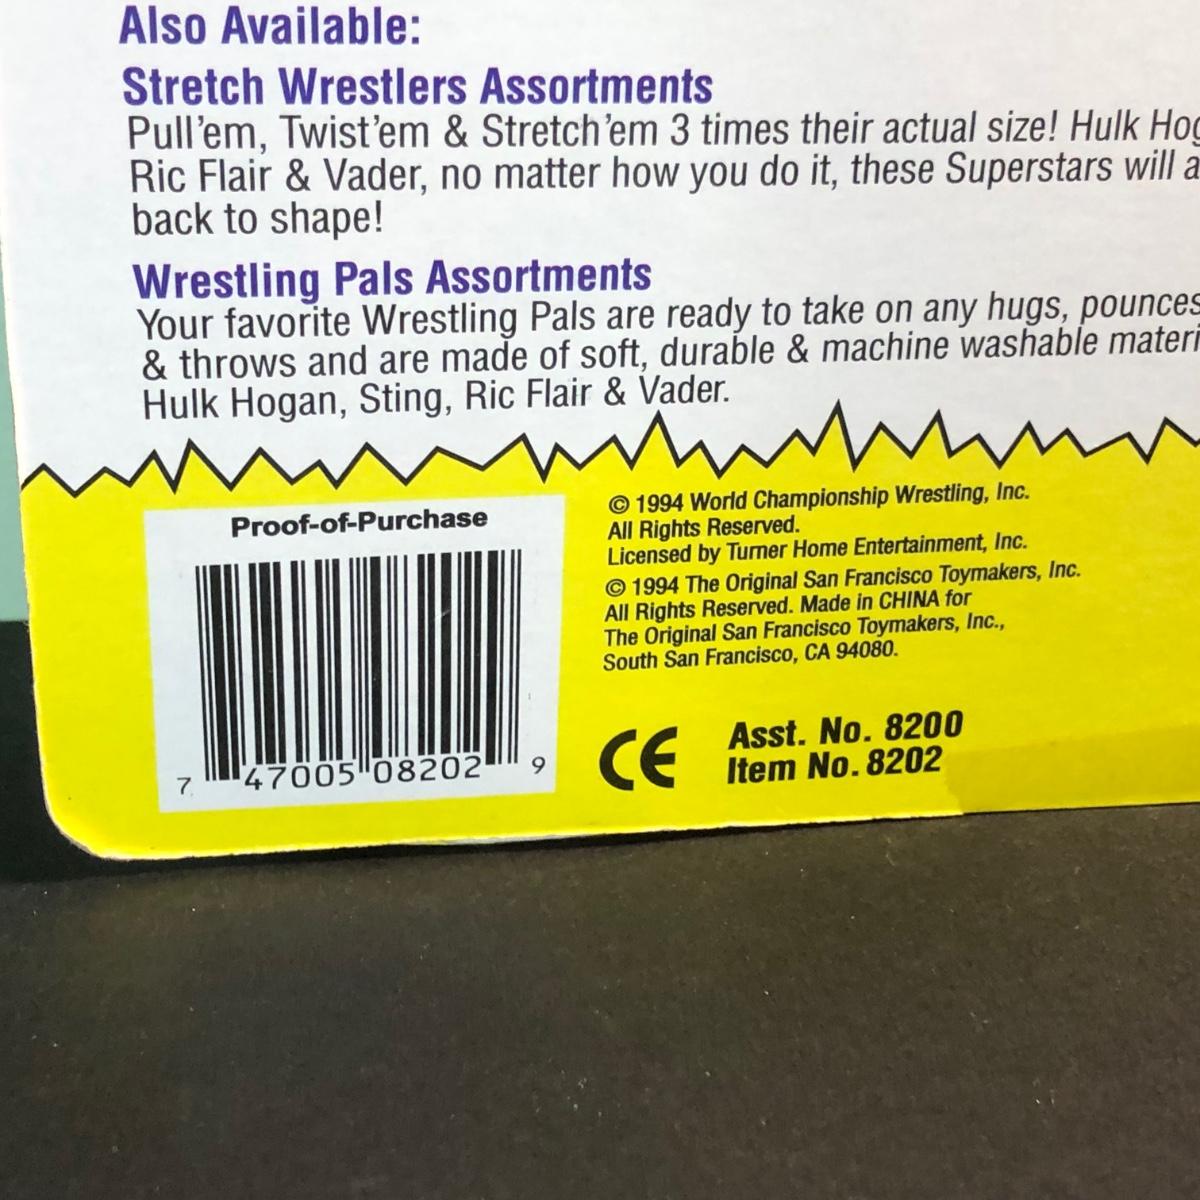 Also Available:
Stretch Wrestlers Assortments
Pull'em, Twist'em & Stretch'em 3 times their actual size! Hulk
Ric Flair & Vader, no matter how you do it, these Superstars will
back to shape!
Wrestling Pals Assortments
Your favorite Wrestling Pals are ready to take on any hugs, pounces
& throws and are made of soft, durable & machine washable
Hulk Hogan, Sting, Ric Flair & Vader.
Proof-of-Purchase
7 47005 08202 9
© 1994 World Championship Wrestling, Inc.
All Rights Reserved.
Licensed by Turner Home Entertainment, Inc.
© 1994 The Original San Francisco Toymakers, Inc.
All Rights Reserved. Made in CHINA for
The Original San Francisco Toymakers, Inc.,
South San Francisco, CA 94080.
CE
Asst. No. 8200
Item No. 8202